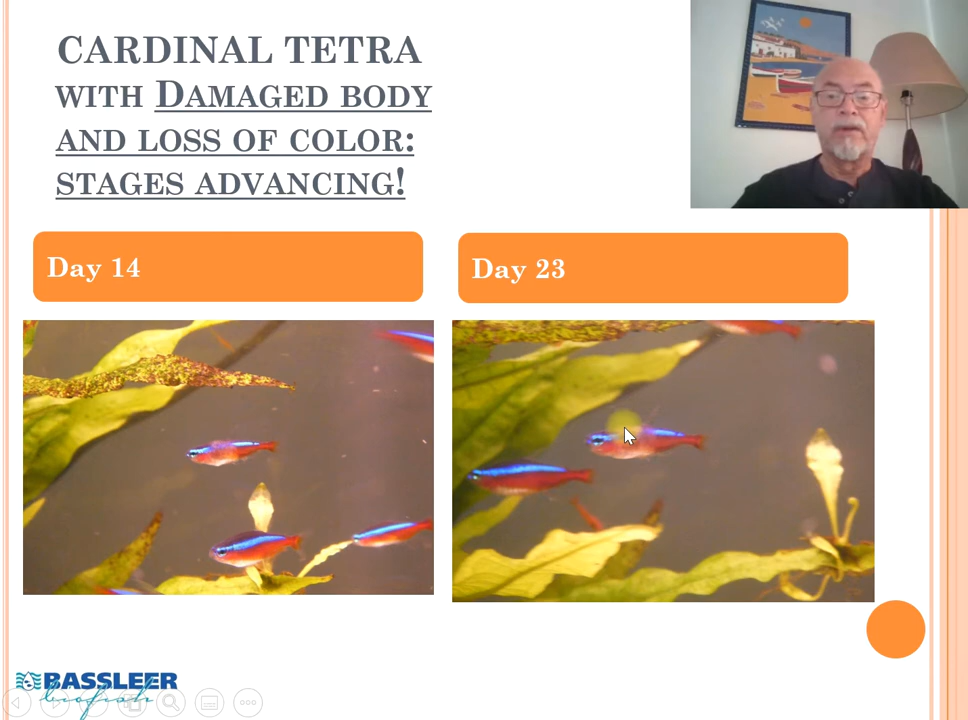 CARDINAL TETRA
WITH DAMAGED BODY
AND LOSS OF COLOR:
STAGES ADVANCING!
Day 14
Day 23
BASSLEER
biofish